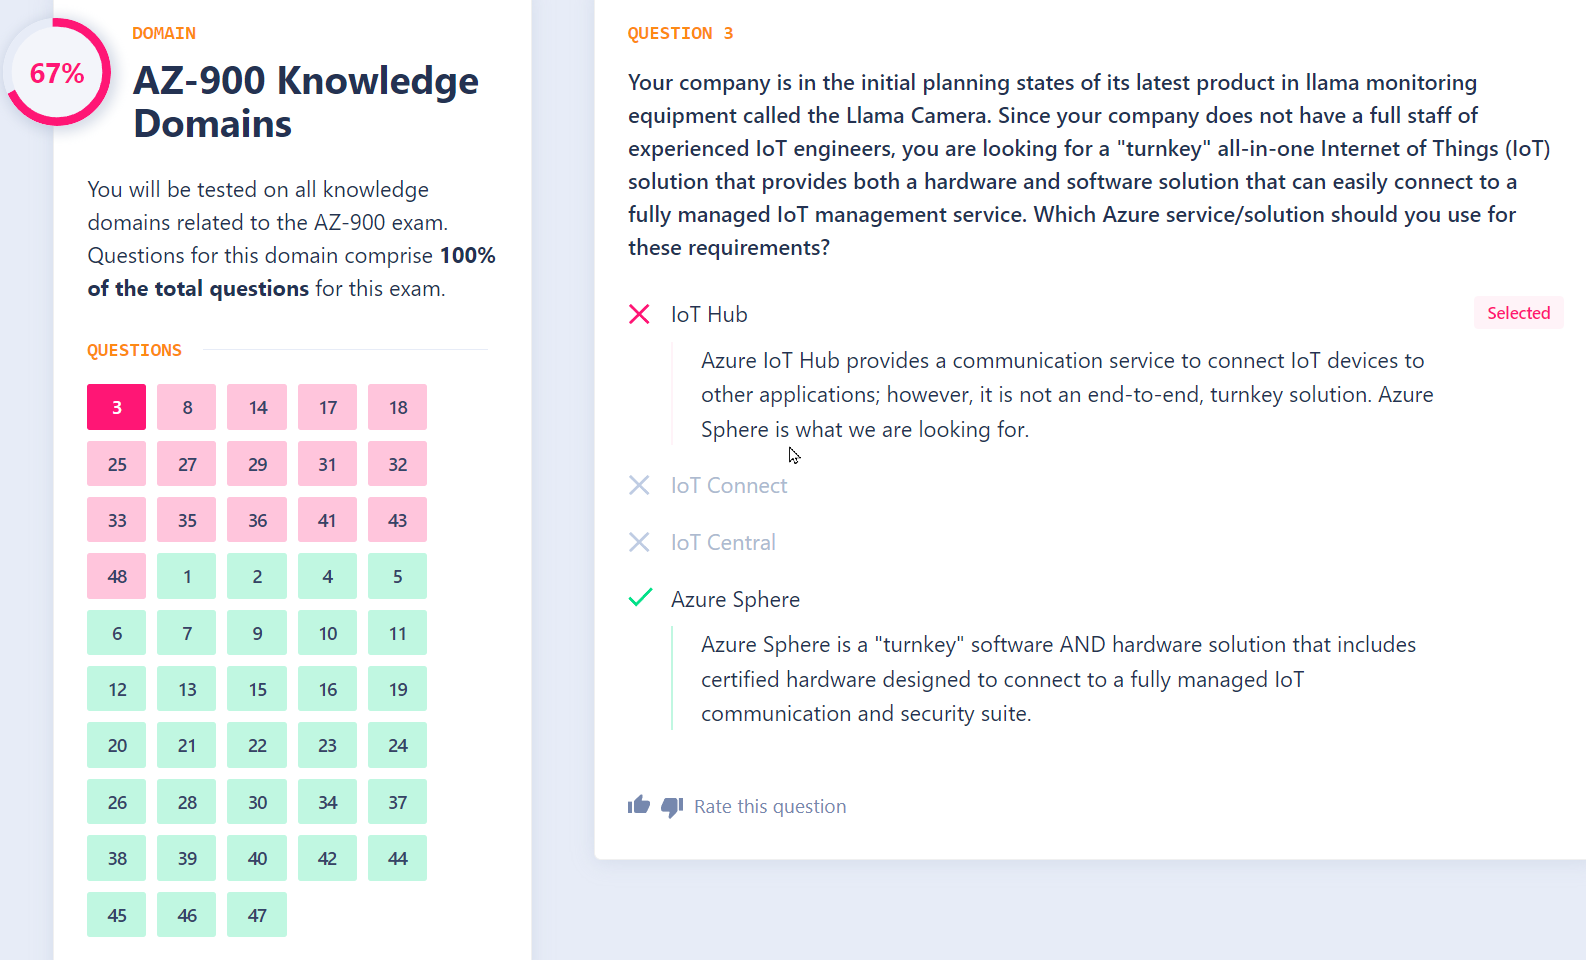 67%
DOMAIN
AZ-900 Knowledge
Domains
You will be tested on all knowledge
domains related to the AZ-900 exam.
Questions for this domain comprise 100%
of the total questions for this exam.
QUESTIONS
3 8 14 17 18
25 27 29 31 32
33 35 36 41 43
48 1 2 4 5
6 7 9 10 11
12 13 15 16 19
20 21 22 23 24
26 28 30 34 37
38 39 40 42 44
45 46 47
QUESTION 3
Your company is in the initial planning states of its latest product in llama monitoring
equipment called the Llama Camera. Since your company does not have a full staff of
experienced IoT engineers, you are looking for a "turnkey" all-in-one Internet of Things (IoT)
solution that provides both a hardware and software solution that can easily connect to a
fully managed IoT management service. Which Azure service/solution should you use for
these requirements?
IoT Hub
Selected
Azure IoT Hub provides a communication service to connect IoT devices to
other applications; however, it is not an end-to-end, turnkey solution. Azure
Sphere is what we are looking for.
IoT Connect
IoT Central
Azure Sphere
Azure Sphere is a "turnkey" software AND hardware solution that includes
certified hardware designed to connect to a fully managed IoT
communication and security suite.
Rate this question